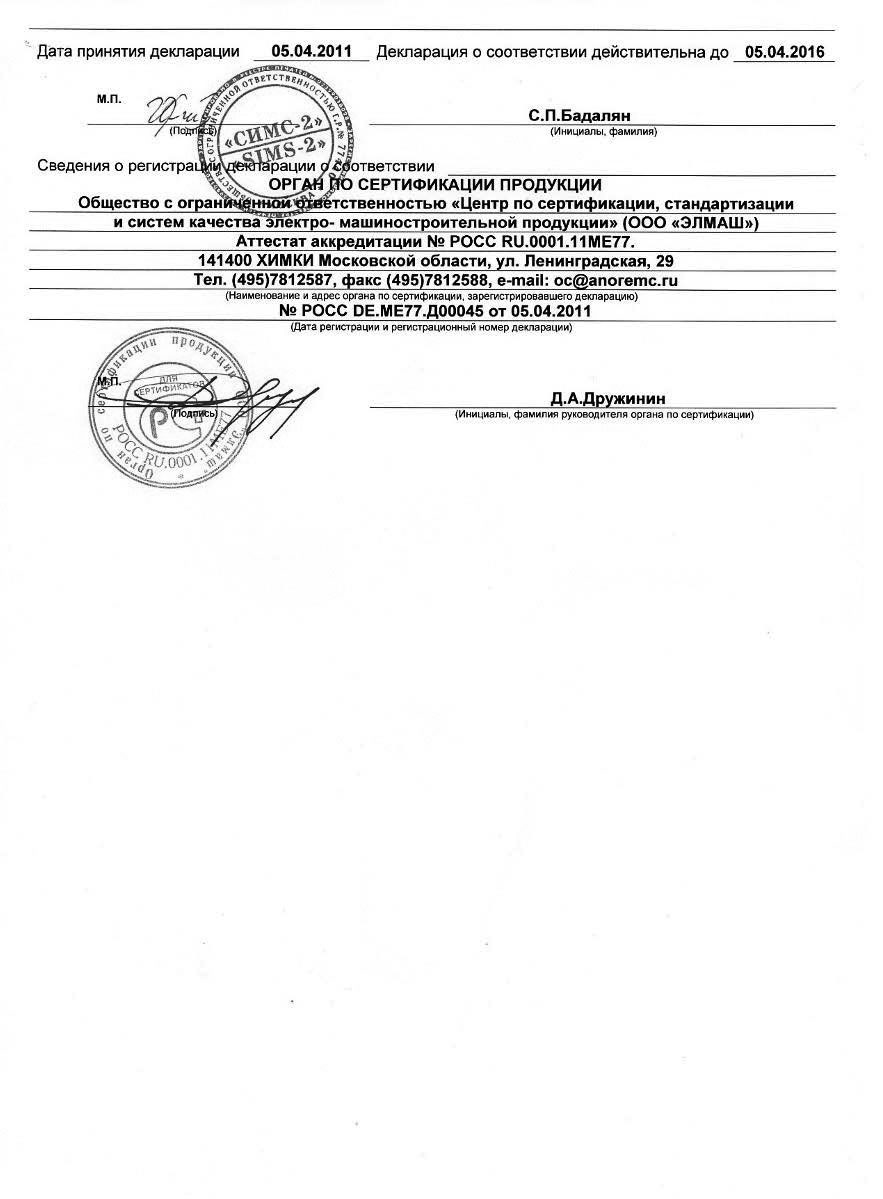 Дата принятия декларации 05.04.2011 Декларация о соответствии действительна до 05.04.2016
М.П.
С.П.Бадалян
(Подпись) (Инициалы, фамилия)
ОГРАНИЧЕННОЙ ОТВЕТСТВЕННОСТЬЮ
«СИМС-2»
«SIMS-2»
Сведения о регистрации декларации о соответствии
ОРГАН ПО СЕРТИФИКАЦИИ ПРОДУКЦИИ
Общество с ограниченной ответственностью «Центр по сертификации, стандартизации
и систем качества электро- машиностроительной продукции» (ООО «ЭЛМАШ»)
Аттестат аккредитации № РОСС RU.0001.11МЕ77.
141400 ХИМКИ Московской области, ул. Ленинградская, 29
Тел. (495)7812587, факс (495)7812588, e-mail: oc@anoremc.ru
(Наименование и адрес органа по сертификации, зарегистрировавшего декларацию)
№ РОСС DE.МЕ77.Д00045 от 05.04.2011
(Дата регистрации и регистрационный номер декларации)
М.П.
Орган по сертификации продукции
ДЛЯ
СЕРТИФИКАТОВ
РОСС RU.0001.11МЕ77
Д.А.Дружинин
(Подпись) (Инициалы, фамилия руководителя органа по сертификации)